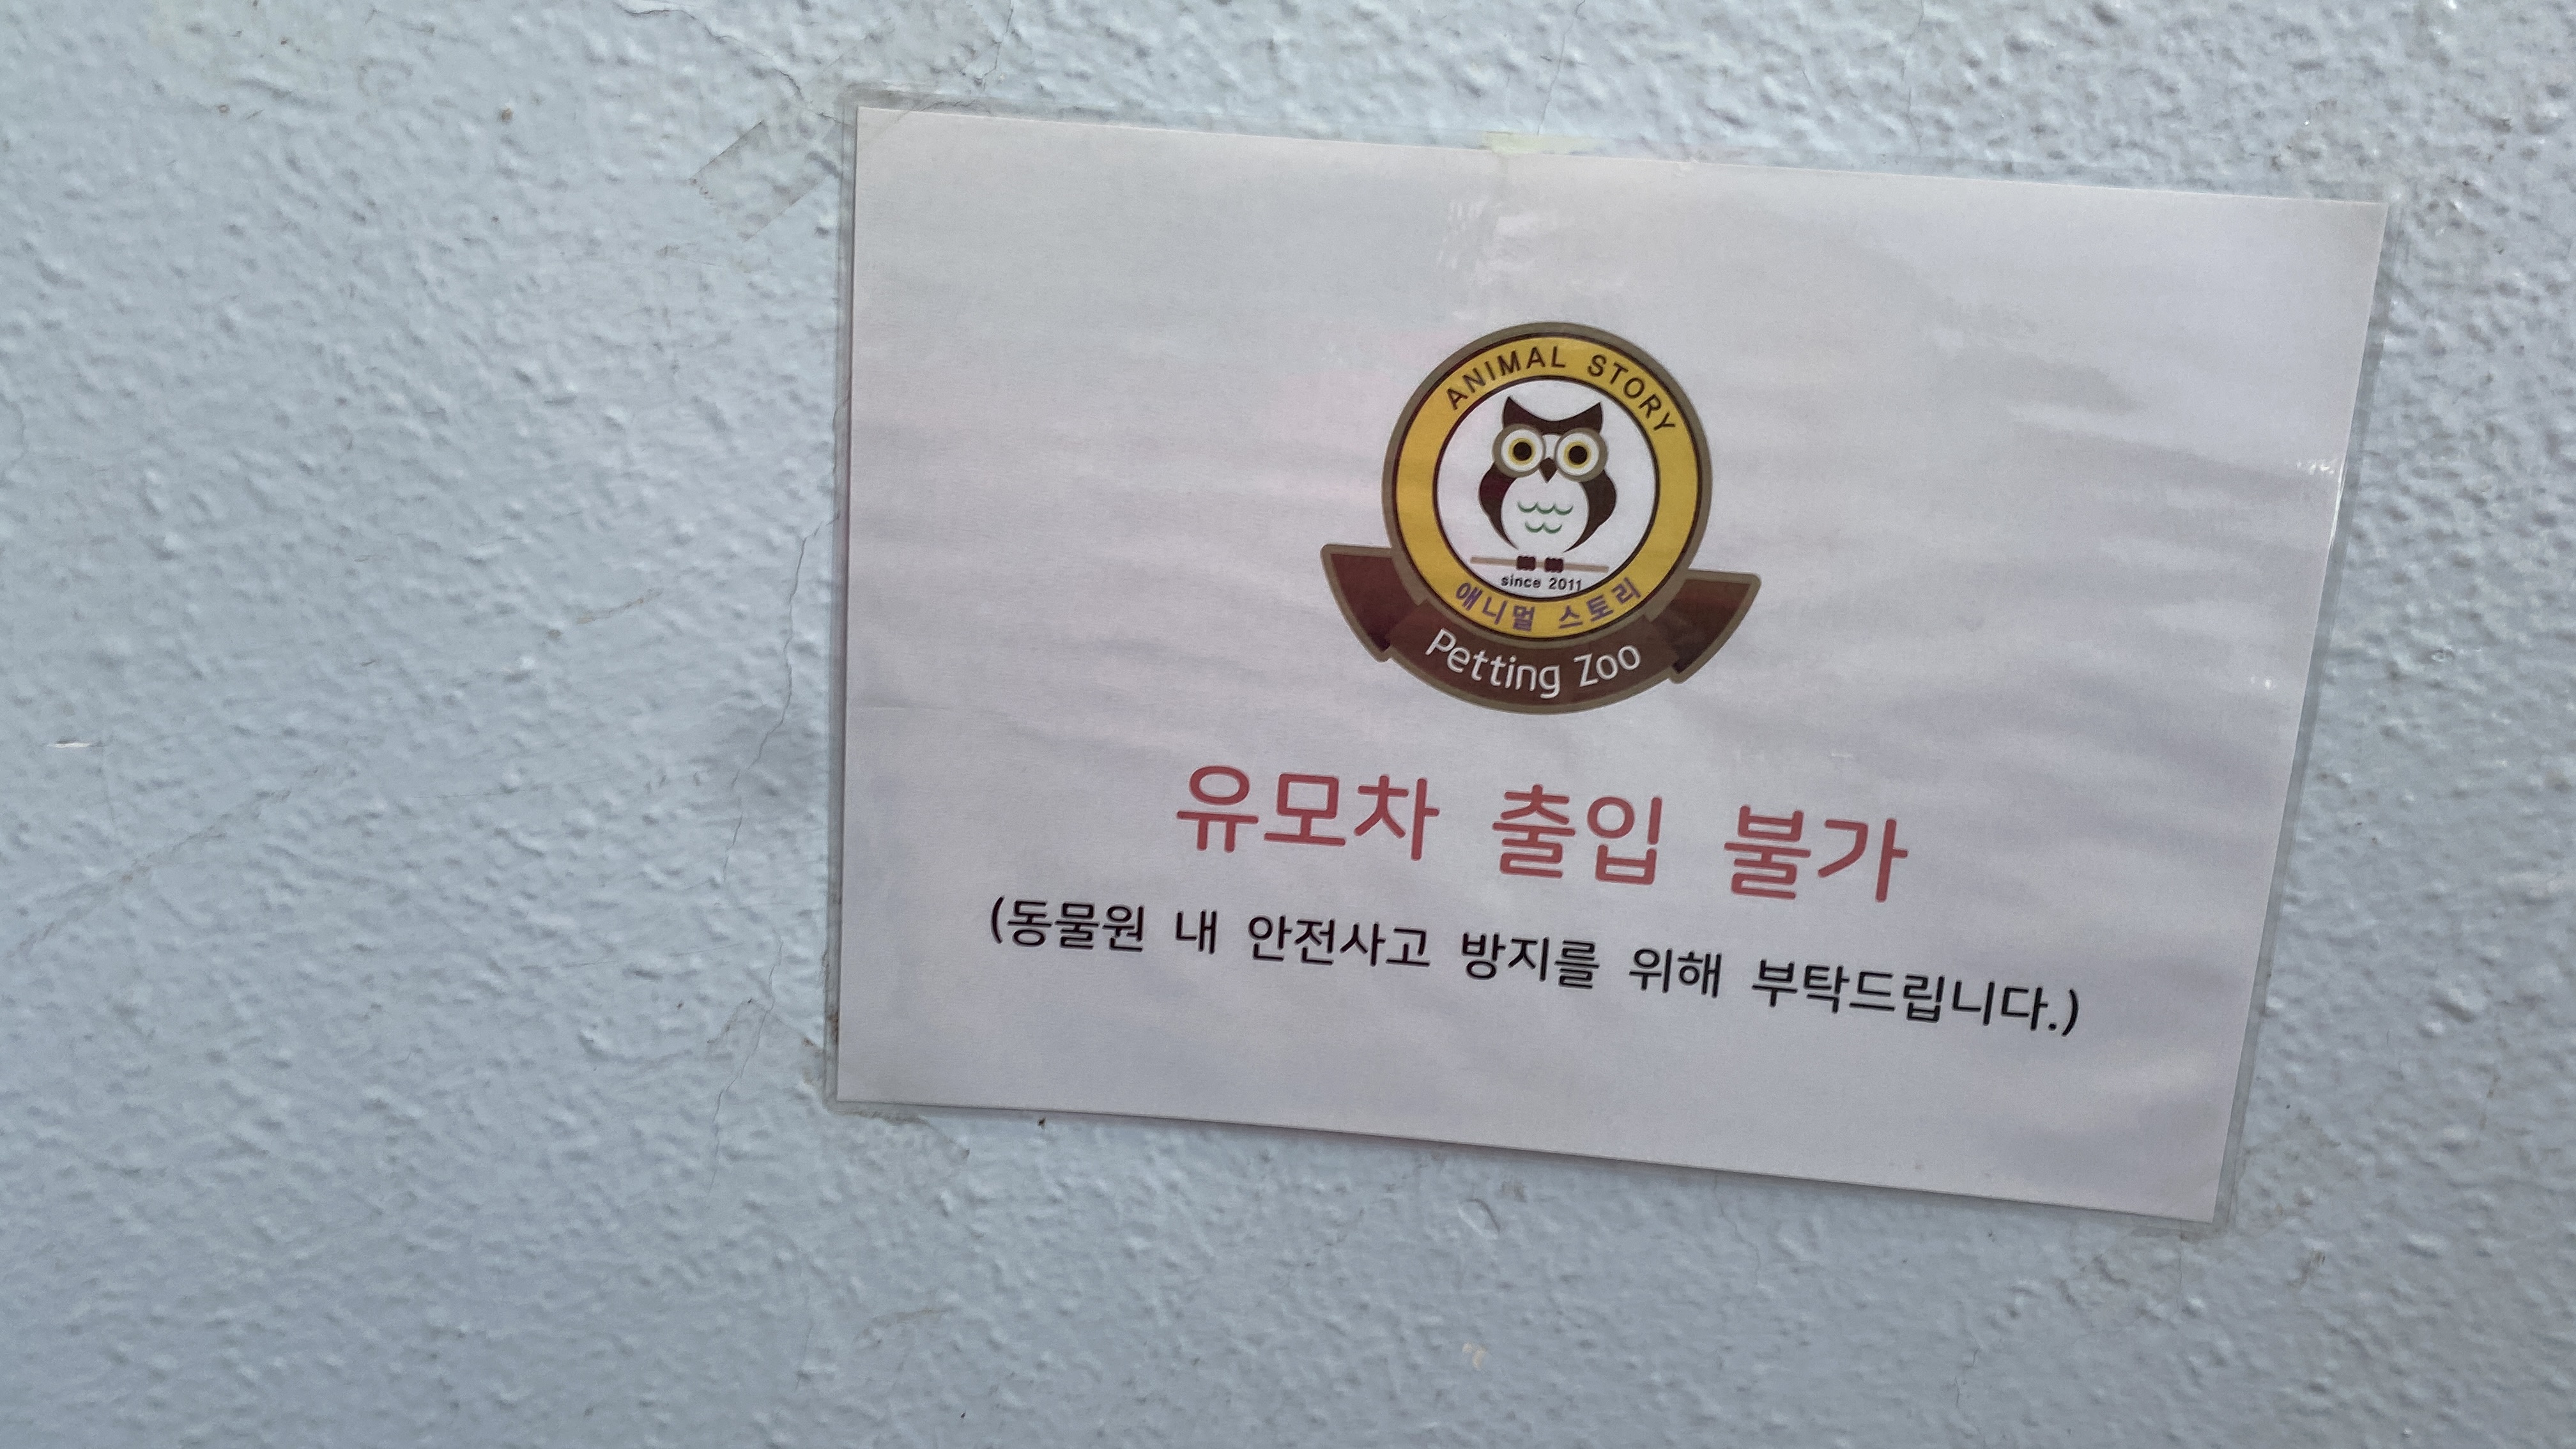 ANIMAL STORY
since 2011
애니멀 스토리
Petting Zoo
유모차 출입 불가
(동물원 내 안전사고 방지를 위해 부탁드립니다.)